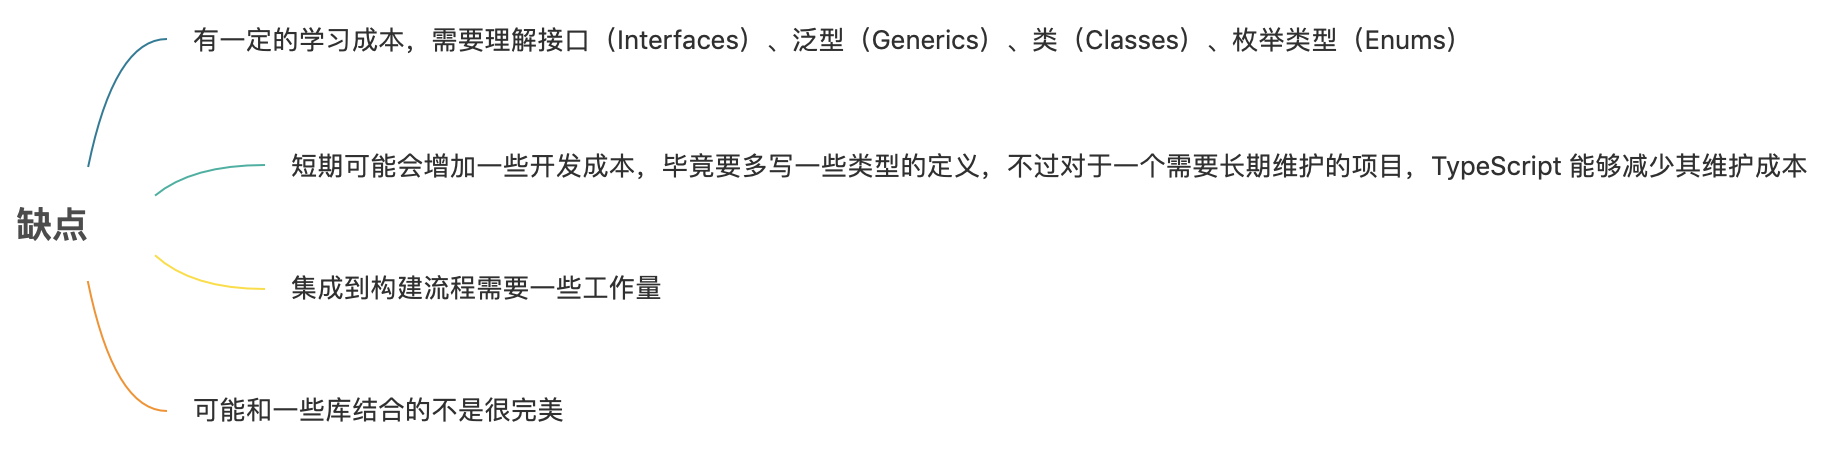 有一定的学习成本，需要理解接口（Interfaces）、泛型（Generics）、类（Classes）、枚举类型（Enums）
短期可能会增加一些开发成本，毕竟要多写一些类型的定义，不过对于一个需要长期维护的项目，TypeScript 能够减少其维护成本
缺点
集成到构建流程需要一些工作量
可能和一些库结合的不是很完美